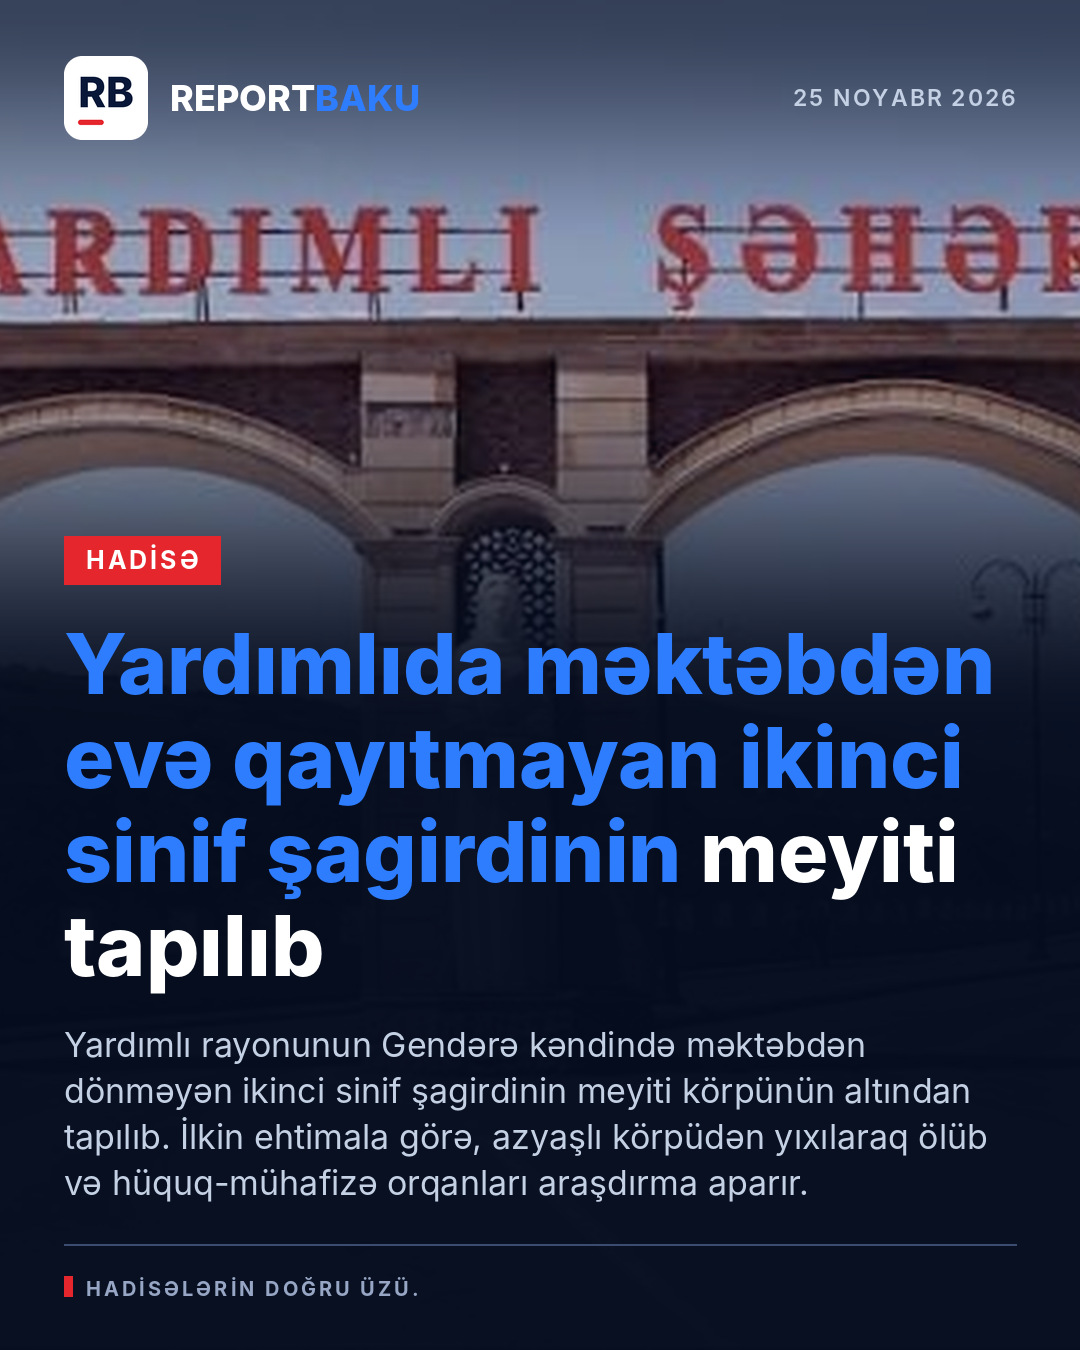 RB
REPORTBAKU
25 NOYABR 2026
ARDIMLI ŞƏHƏR
HADİSƏ
Yardımlıda məktəbdən
evə qayıtmayan ikinci
sinif şagirdinin meyiti
tapılıb
Yardımlı rayonunun Gendərə kəndində məktəbdən
dönməyən ikinci sinif şagirdinin meyiti körpünün altından
tapılıb. İlkin ehtimala görə, azyaşlı körpüdən yıxılaraq ölüb
və hüquq-mühafizə orqanları araşdırma aparır.
HADİSƏLƏRİN DOĞRU ÜZÜ.